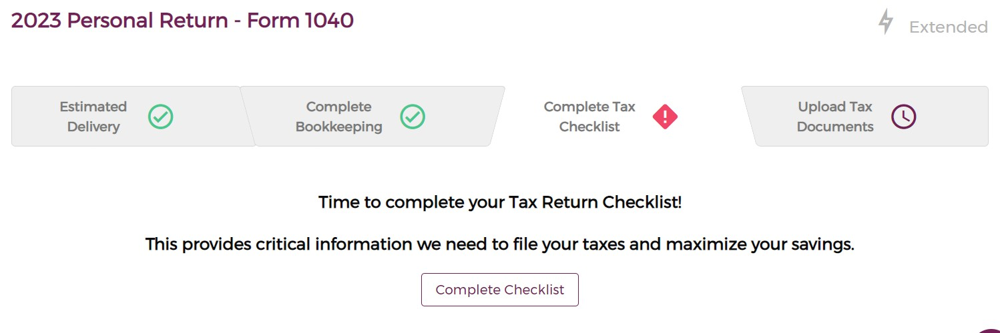 2023 Personal Return - Form 1040
Extended
Estimated
Delivery
Complete
Bookkeeping
Complete Tax
Checklist
Upload Tax
Documents
Time to complete your Tax Return Checklist!
This provides critical information we need to file your taxes and maximize your savings.
Complete Checklist